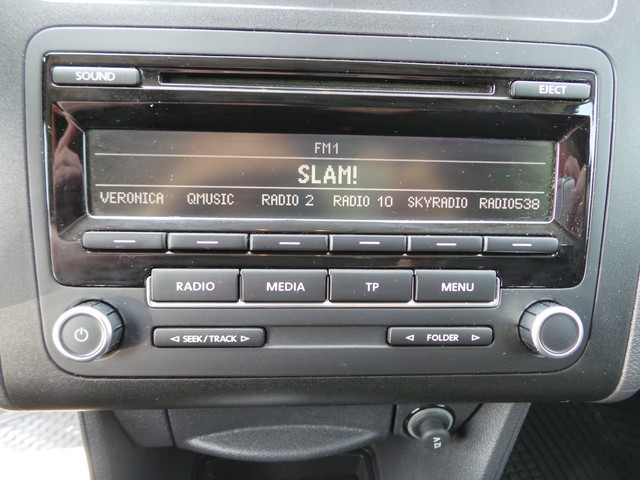 SOUND
EJECT
FM1
SLAM!
VERONICA QMUSIC RADIO 2 RADIO 10 SKYRADIO RADIO538
RADIO MEDIA TP MENU
SEEK/TRACK FOLDER
12V